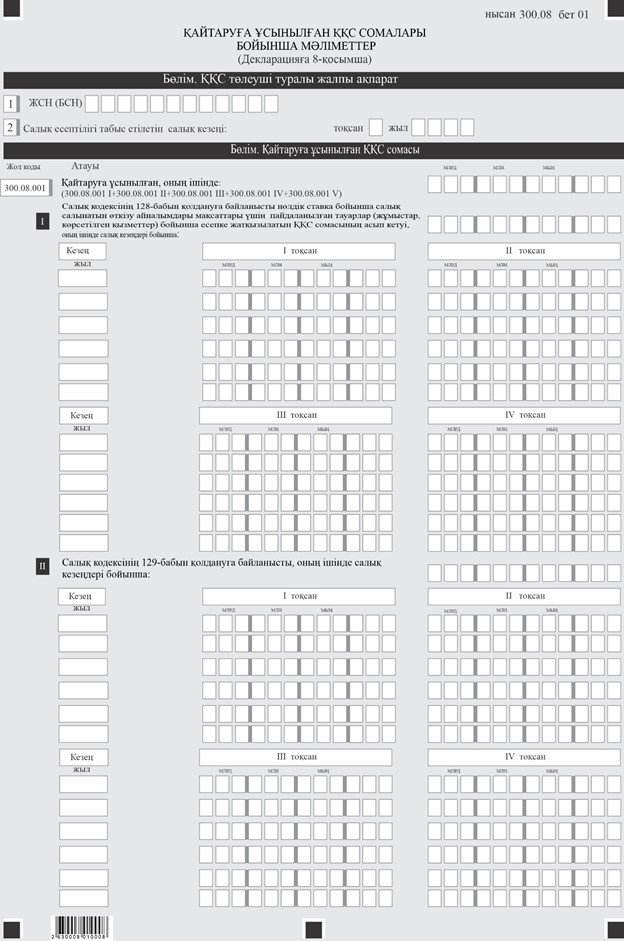 нысан 300.08 бет 01
ҚАЙТАРУҒА ҰСЫНЫЛҒАН ҚҚС СОМАЛАРЫ
БОЙЫНША МӘЛІМЕТТЕР
(Декларацияға 8-қосымша)
Бөлім. ҚҚС төлеуші туралы жалпы ақпарат
1 ЖСН (БСН)
2 Салық есептілігі табыс етілетін салық кезеңі: тоқсан жыл
Бөлім. Қайтаруға ұсынылған ҚҚС сомасы
Жол коды Атауы млрд млн мың
300.08.001 Қайтаруға ұсынылған, оның ішінде:
(300.08.001 I+300.08.001 II+300.08.001 III+300.08.001 IV+300.08.001 V)
I Салық кодексінің 128-бабын қолдануға байланысты нөлдік ставка бойынша салық
салынатын өткізу айналымдары мақсаттары үшін пайдаланылған тауарлар (жұмыстар,
көрсетілген қызметтер) бойынша есепке жатқызылатын ҚҚС сомасының асып кетуі,
оның ішінде салық кезеңдері бойынша:
Кезең I тоқсан II тоқсан
жыл млрд млн мың млрд млн мың
Кезең III тоқсан IV тоқсан
жыл млрд млн мың млрд млн мың
II Салық кодексінің 129-бабын қолдануға байланысты, оның ішінде салық
кезеңдері бойынша:
Кезең I тоқсан II тоқсан
жыл млрд млн мың млрд млн мың
Кезең III тоқсан IV тоқсан
жыл млрд млн мың млрд млн мың
2 630008 010008